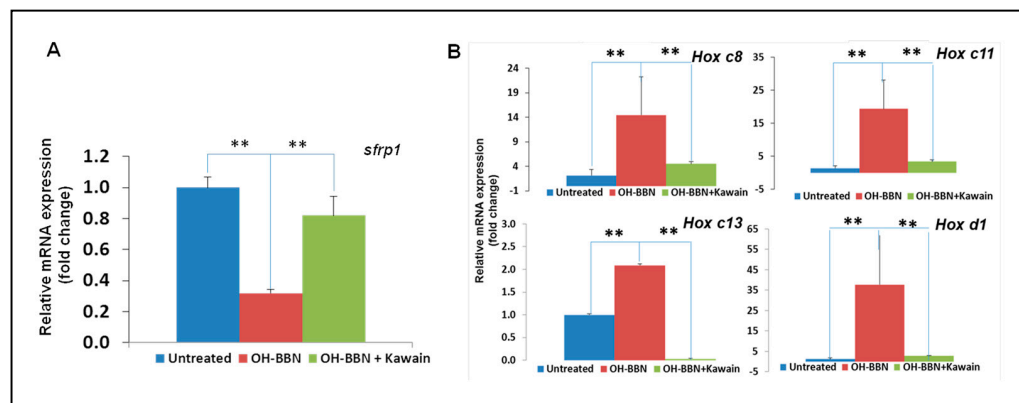 A
sfrp1
** **
Relative mRNA expression
(fold change)
1.2
1.0
0.8
0.6
0.4
0.2
0.0
Untreated OH-BBN OH-BBN + Kawain
B
Relative mRNA expression
(fold change)
** **
Hox c8
24
19
14
9
4
-1
Untreated OH-BBN OH-BBN+Kawain
** **
Hox c11
35
25
15
5
-5
Untreated OH-BBN OH-BBN+Kawain
Hox c13
** **
3.0
2.5
2.0
1.5
1.0
0.5
0.0
Untreated OH-BBN OH-BBN+Kawain
** **
Hox d1
65
55
45
35
25
15
5
-5
Untreated OH-BBN OH-BBN+Kawain